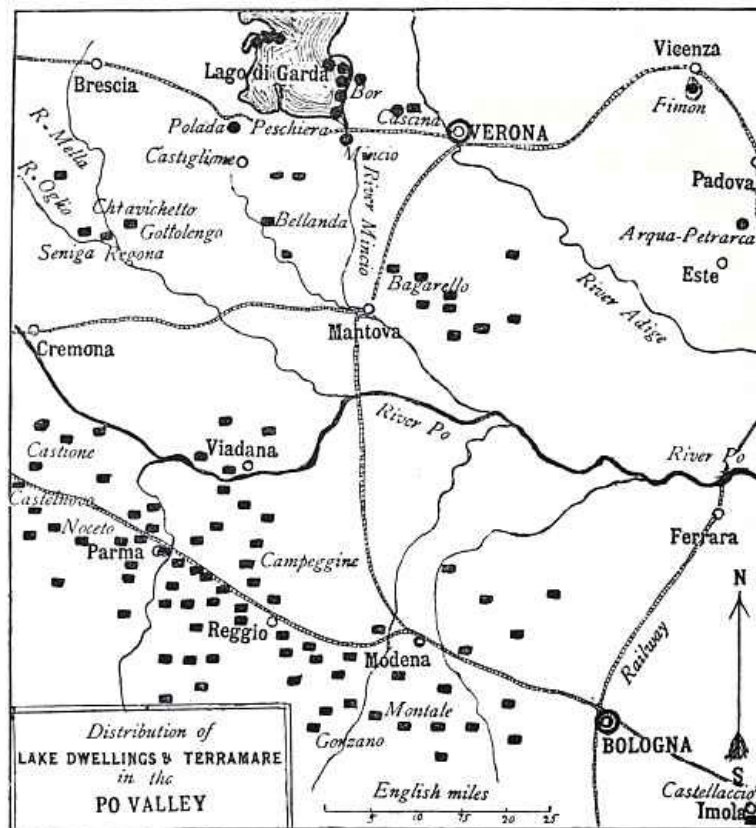 Lago di Garda
Brescia
Bor
Cascina
Vicenza
Fimon
Polada
Peschiera
VERONA
R. Mella
R. Oglio
Castiglione
Mincio
Padova
Chiavichetto
Gottolengo
Bellanda
River Mincio
Arqua-Petrarca
Seniga Regona
Este
Bagarello
River Adige
Mantova
Cremona
River Po
Castione
Viadana
River Po
Castelnovo
Noceto
Parma
Campeggine
Ferrara
N
Reggio
Modena
Railway
Montale
Gorzano
BOLOGNA
S
Distribution of
LAKE DWELLINGS & TERRAMARE
in the
PO VALLEY
English miles
5 10 15 20 25
Castellaccio
Imola